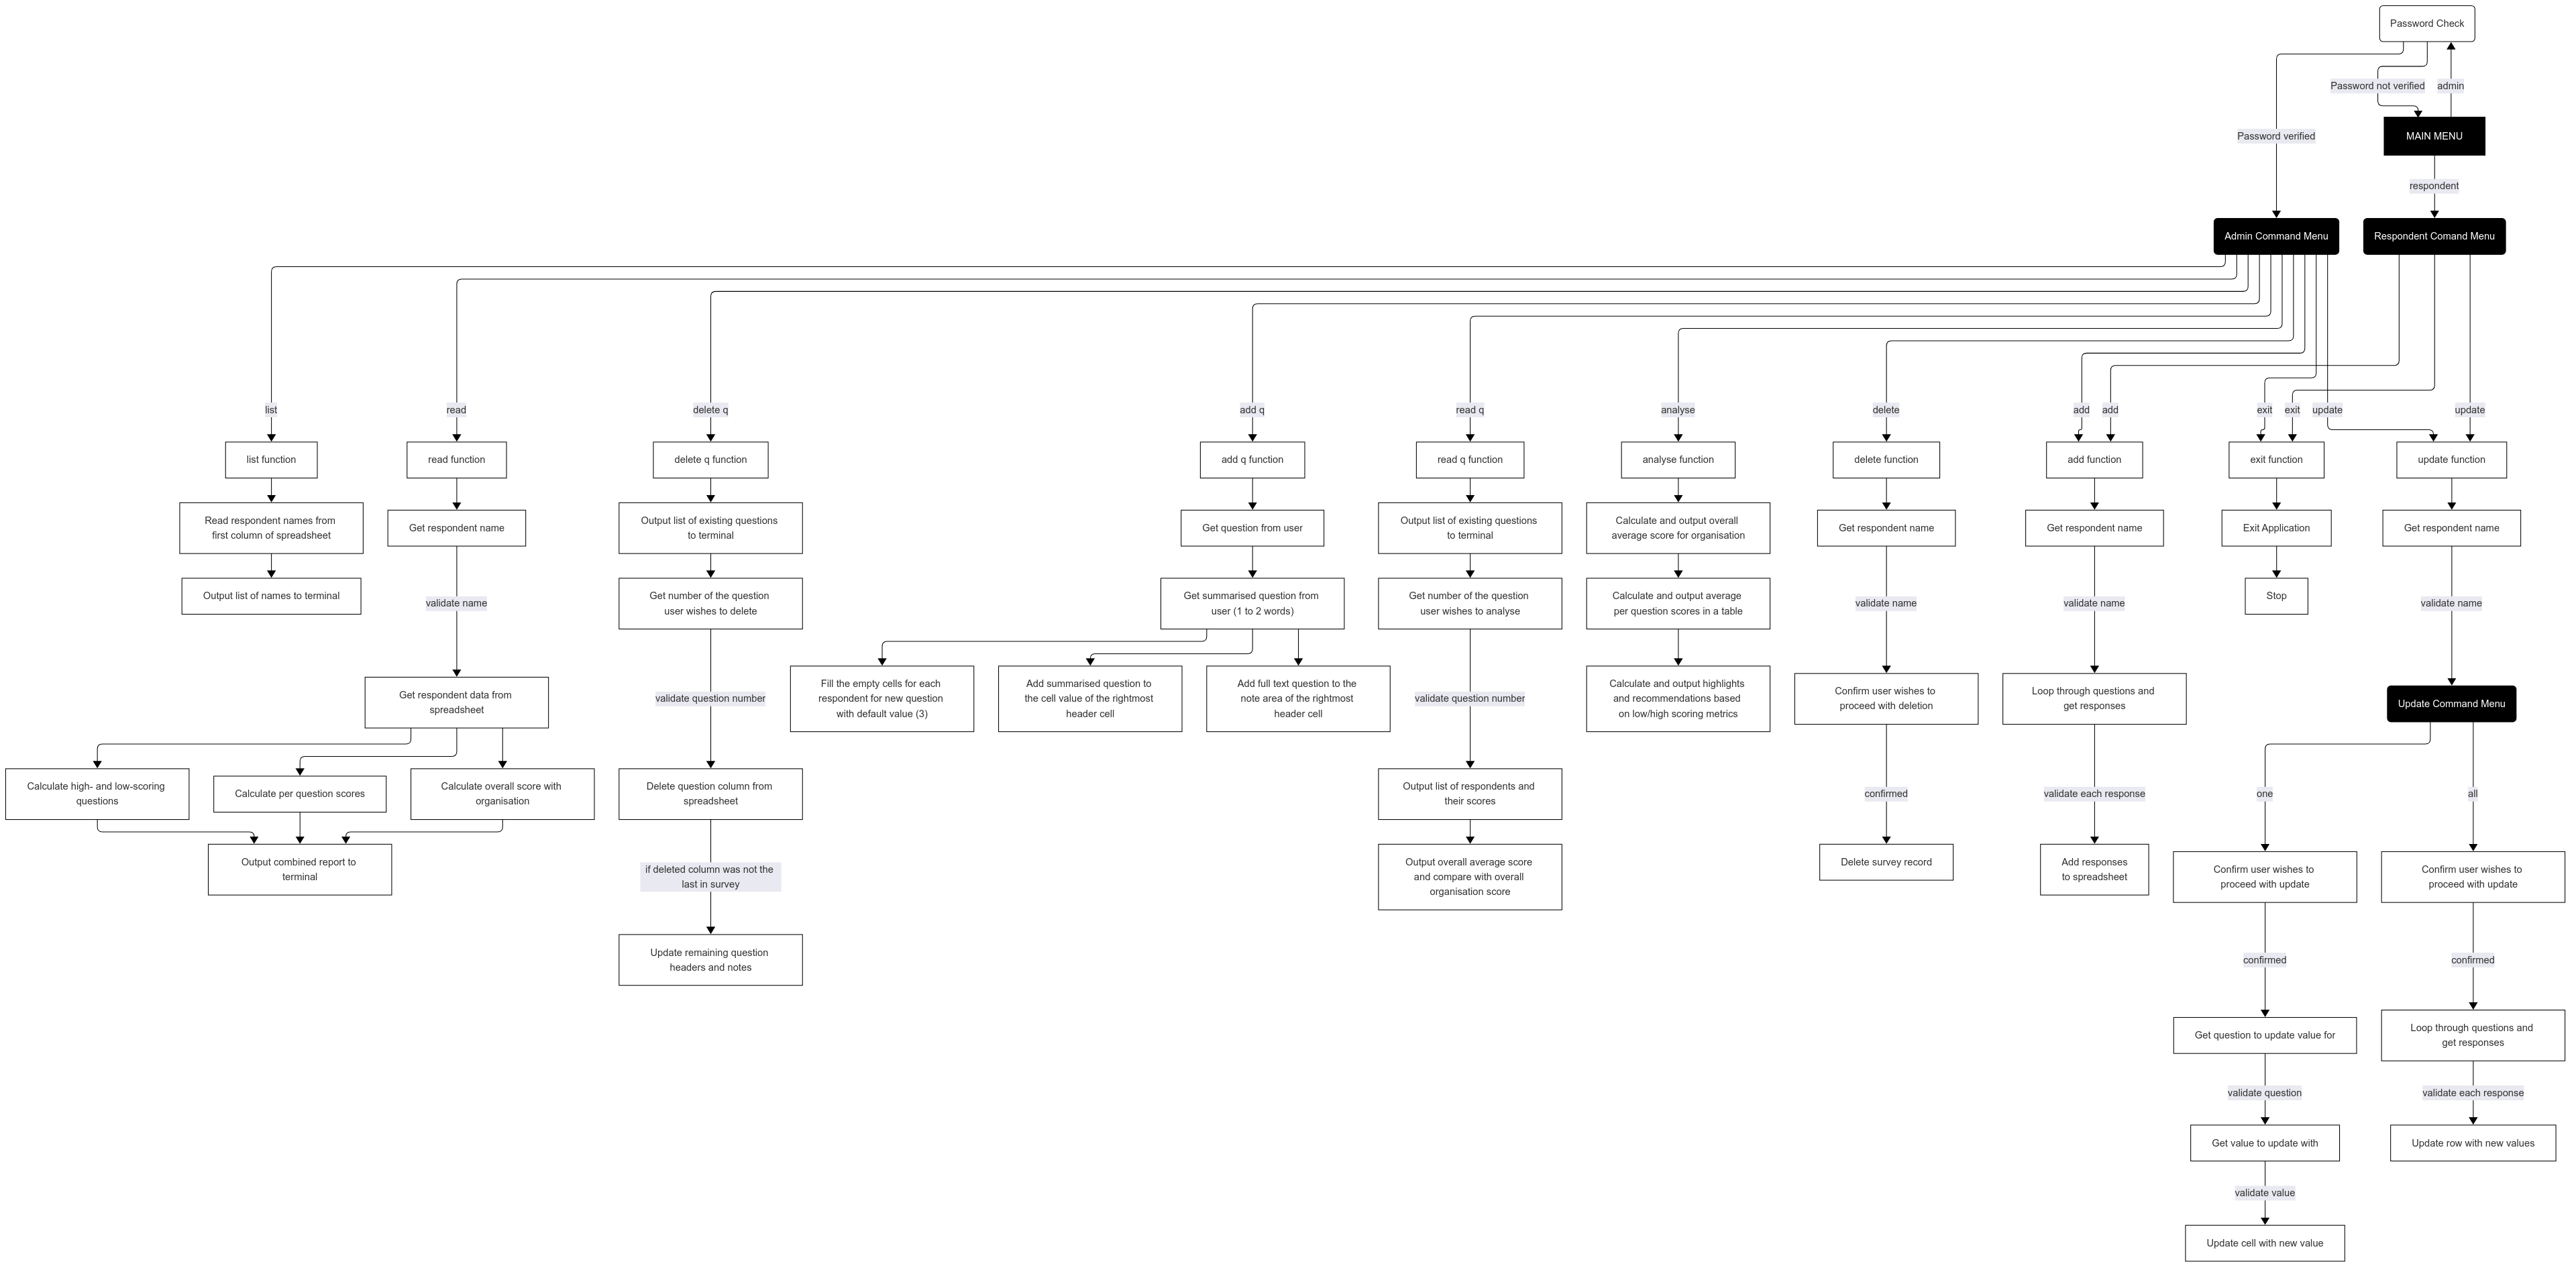 Password Check
Password not verified
admin
Password verified
MAIN MENU
respondent
Admin Command Menu
Respondent Comand Menu
list
read
delete q
add q
read q
analyse
delete
add
add
exit
exit
update
update
list function
read function
delete q function
add q function
read q function
analyse function
delete function
add function
exit function
update function
Read respondent names from
first column of spreadsheet
Get respondent name
Output list of existing questions
to terminal
Get question from user
Output list of existing questions
to terminal
Calculate and output overall
average score for organisation
Get respondent name
Get respondent name
Exit Application
Get respondent name
Output list of names to terminal
validate name
Get number of the question
user wishes to delete
Get summarised question from
user (1 to 2 words)
Get number of the question
user wishes to analyse
Calculate and output average
per question scores in a table
validate name
validate name
Stop
validate name
Get respondent data from
spreadsheet
validate question number
Fill the empty cells for each
respondent for new question
with default value (3)
Add summarised question to
the cell value of the rightmost
header cell
Add full text question to the
note area of the rightmost
header cell
validate question number
Calculate and output highlights
and recommendations based
on low/high scoring metrics
Confirm user wishes to
proceed with deletion
Loop through questions and
get responses
Update Command Menu
Calculate high- and low-scoring
questions
Calculate per question scores
Calculate overall score with
organisation
Delete question column from
spreadsheet
Output list of respondents and
their scores
confirmed
validate each response
one
all
Output combined report to
terminal
if deleted column was not the
last in survey
Output overall average score
and compare with overall
organisation score
Delete survey record
Add responses
to spreadsheet
Confirm user wishes to
proceed with update
Confirm user wishes to
proceed with update
Update remaining question
headers and notes
confirmed
confirmed
Get question to update value for
Loop through questions and
get responses
validate question
validate each response
Get value to update with
Update row with new values
validate value
Update cell with new value